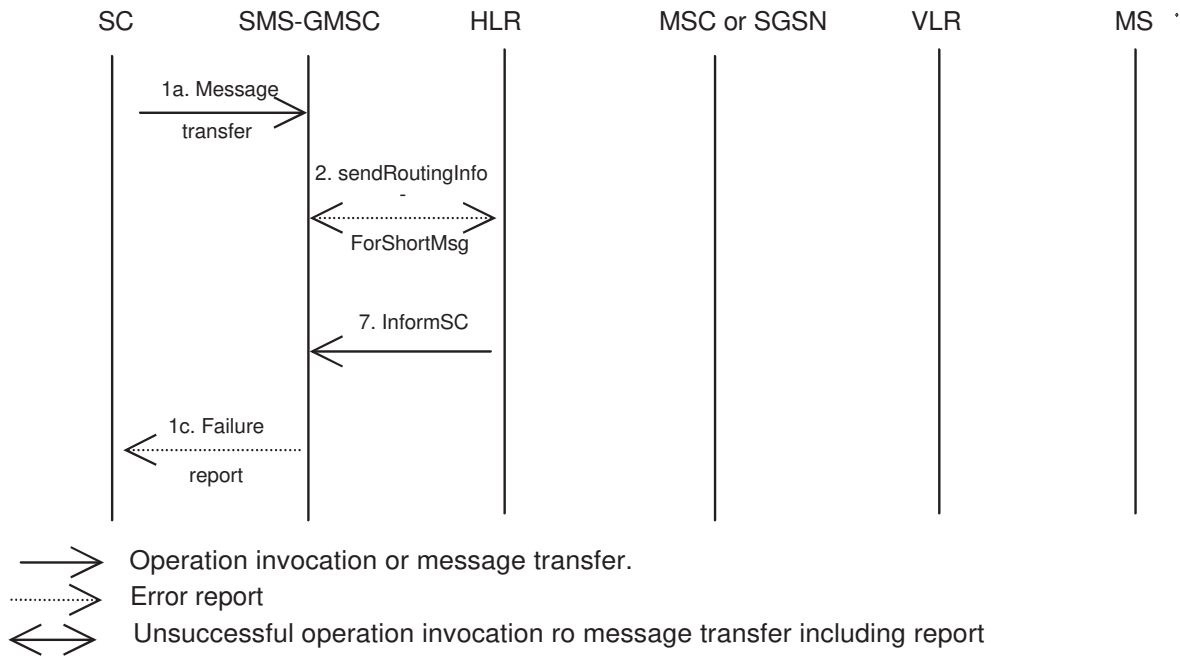 SC SMS-GMSC HLR MSC or SGSN VLR MS
1a. Message
transfer
2. sendRoutingInfo
-
ForShortMsg
7. InformSC
1c. Failure
report
Operation invocation or message transfer.
Error report
Unsuccessful operation invocation ro message transfer including report